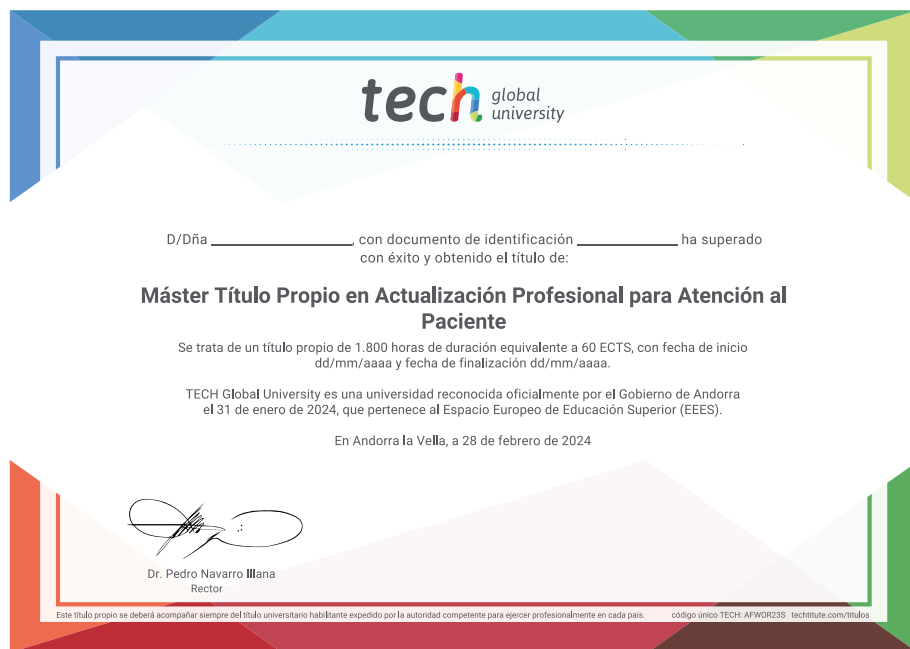 tech global university
D/Dña ______________, con documento de identificación __________ ha superado
con éxito y obtenido el título de:
Máster Título Propio en Actualización Profesional para Atención al
Paciente
Se trata de un título propio de 1.800 horas de duración equivalente a 60 ECTS, con fecha de inicio
dd/mm/aaaa y fecha de finalización dd/mm/aaaa.
TECH Global University es una universidad reconocida oficialmente por el Gobierno de Andorra
el 31 de enero de 2024, que pertenece al Espacio Europeo de Educación Superior (EEES).
En Andorra la Vella, a 28 de febrero de 2024
Dr. Pedro Navarro Illana
Rector
Este título propio se deberá acompañar siempre del título universitario habilitante expedido por la autoridad competente para ejercer profesionalmente en cada país. código único TECH: AFWOR23S techtitute.com/titulos